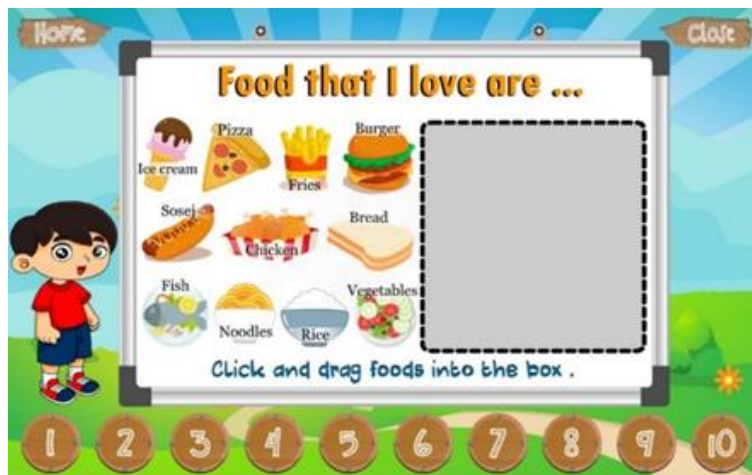 Home
Close
Food that I love are ...
Ice cream
Pizza
Fries
Burger
Sosej
Chicken
Bread
Fish
Noodles
Rice
Vegetables
Click and drag foods into the box .
1 2 3 4 5 6 7 8 9 10